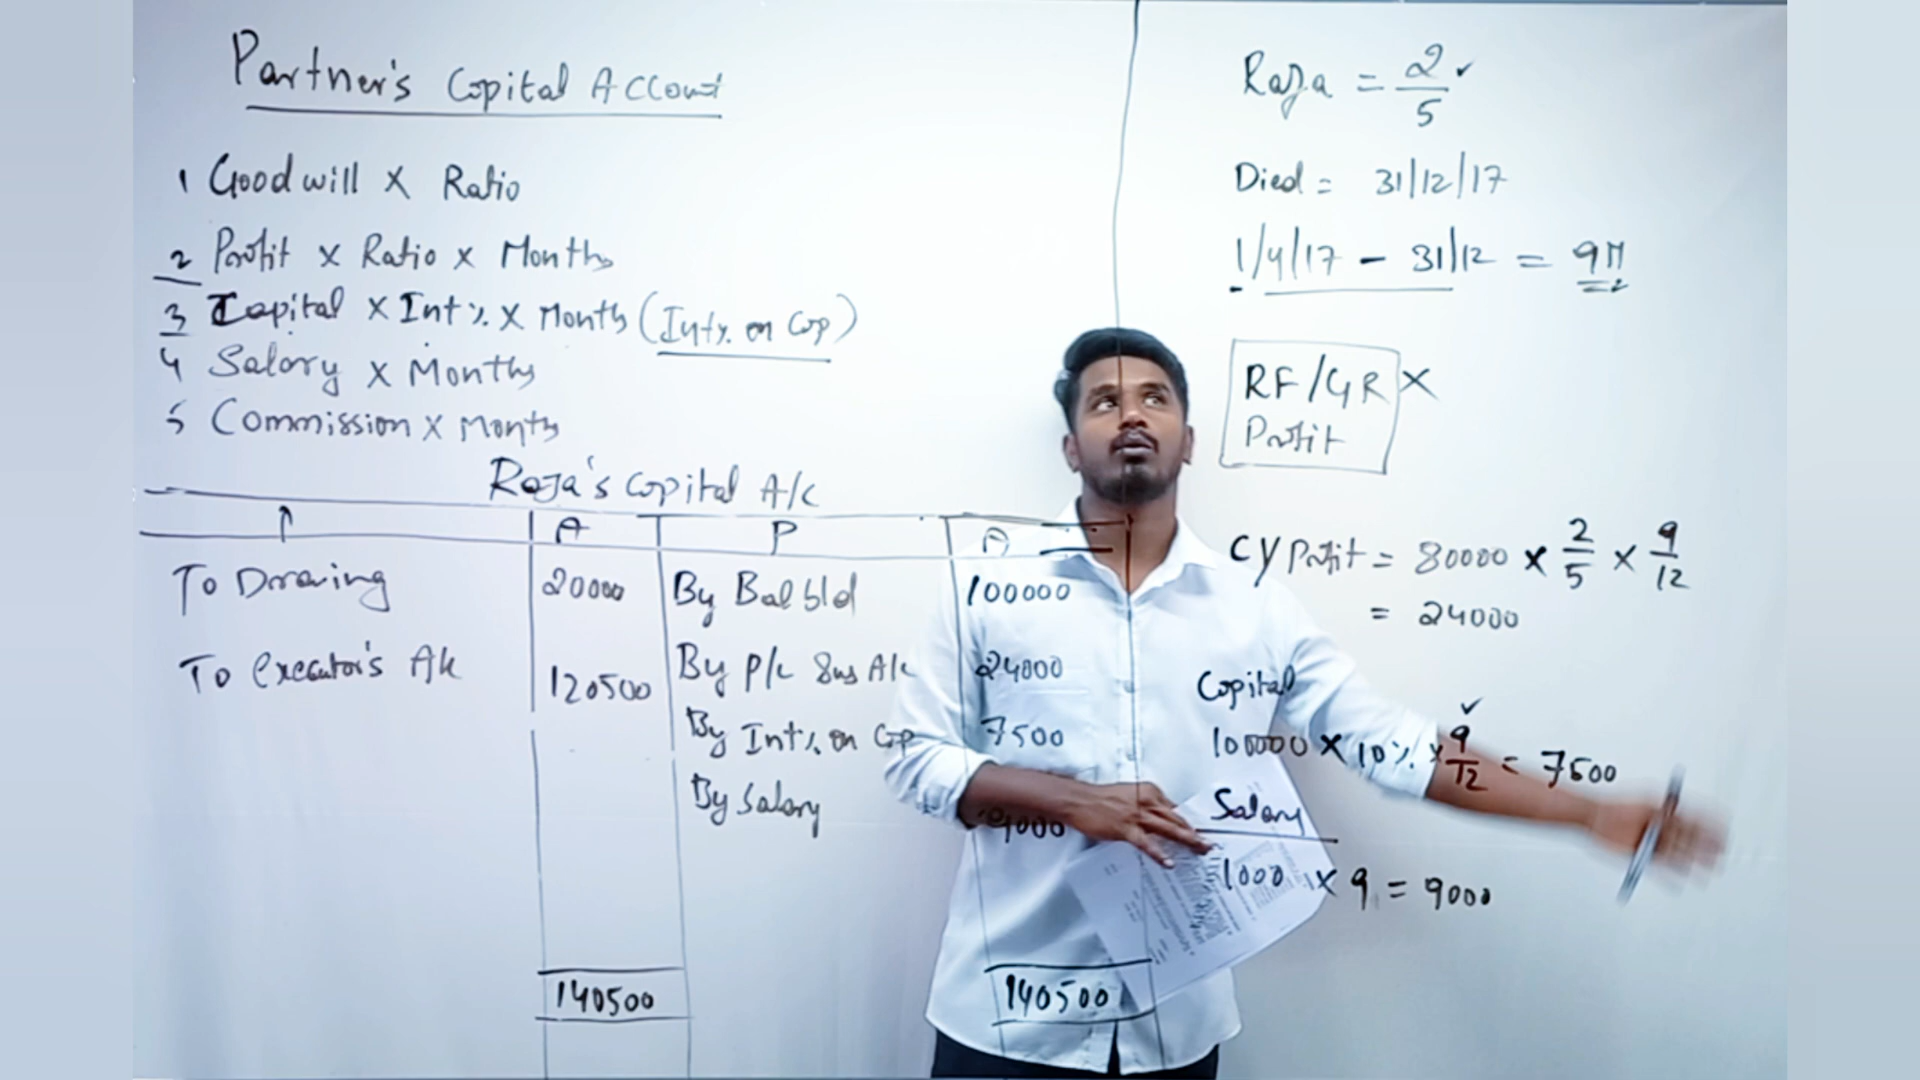 Partner's Capital Account
1 Goodwill X Ratio
2 Profit x Ratio x Months
3 Capital X Int % X Month (Int % on Cap)
4 Salary X Months
5 Commission X Months
Raja's Capital A/c
P A P A
To Drawing 20000 By Bal b/d 100000
To Executor's A/c 120500 By P/L Sus A/c 24000
By Int % on Cap 7500
By Salary 9000
140500 140500
Raja = 2/5 ✓
Died = 31/12/17
1/4/17 - 31/12 = 9M
RF/GR X
Profit
CY Profit = 80000 x 2/5 x 9/12
= 24000
Capital
100000 x 10% x 9/12 = 7500
Salary
1000 x 9 = 9000